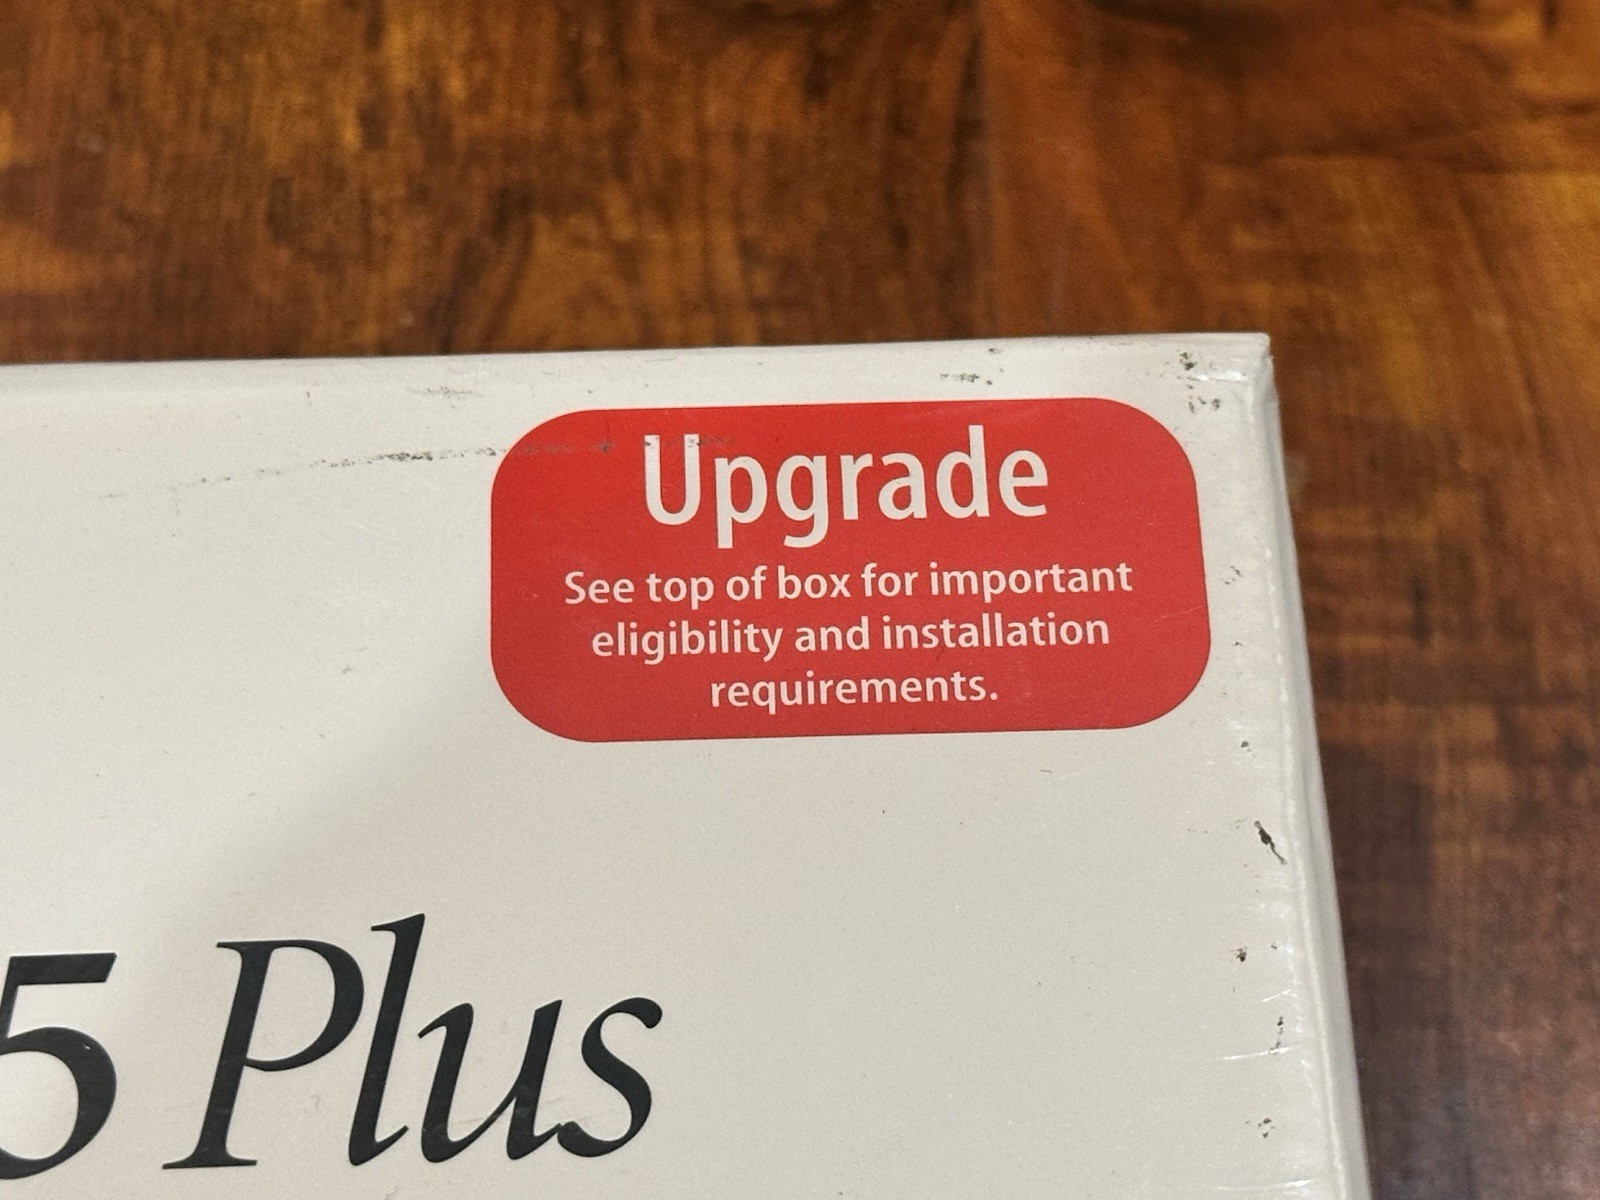 Upgrade
See top of box for important
eligibility and installation
requirements.
5 Plus